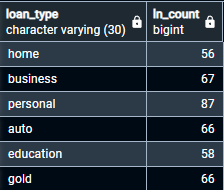 loan_type ln_count
character varying (30) bigint
home 56
business 67
personal 87
auto 66
education 58
gold 66